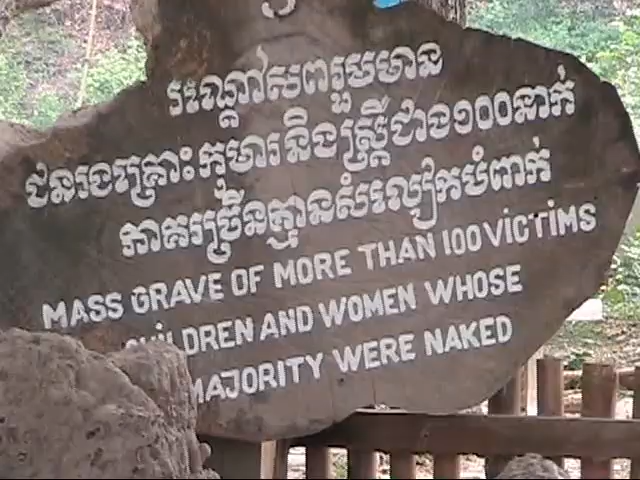 រណ្ដៅសពរួមមាន
ជនរងគ្រោះកុមារនិងស្ត្រីជាង១០០នាក់
ភាគរច្រើនគ្មានសំលៀកបំពាក់
MASS GRAVE OF MORE THAN 100 VICTIMS
CHILDREN AND WOMEN WHOSE
MAJORITY WERE NAKED